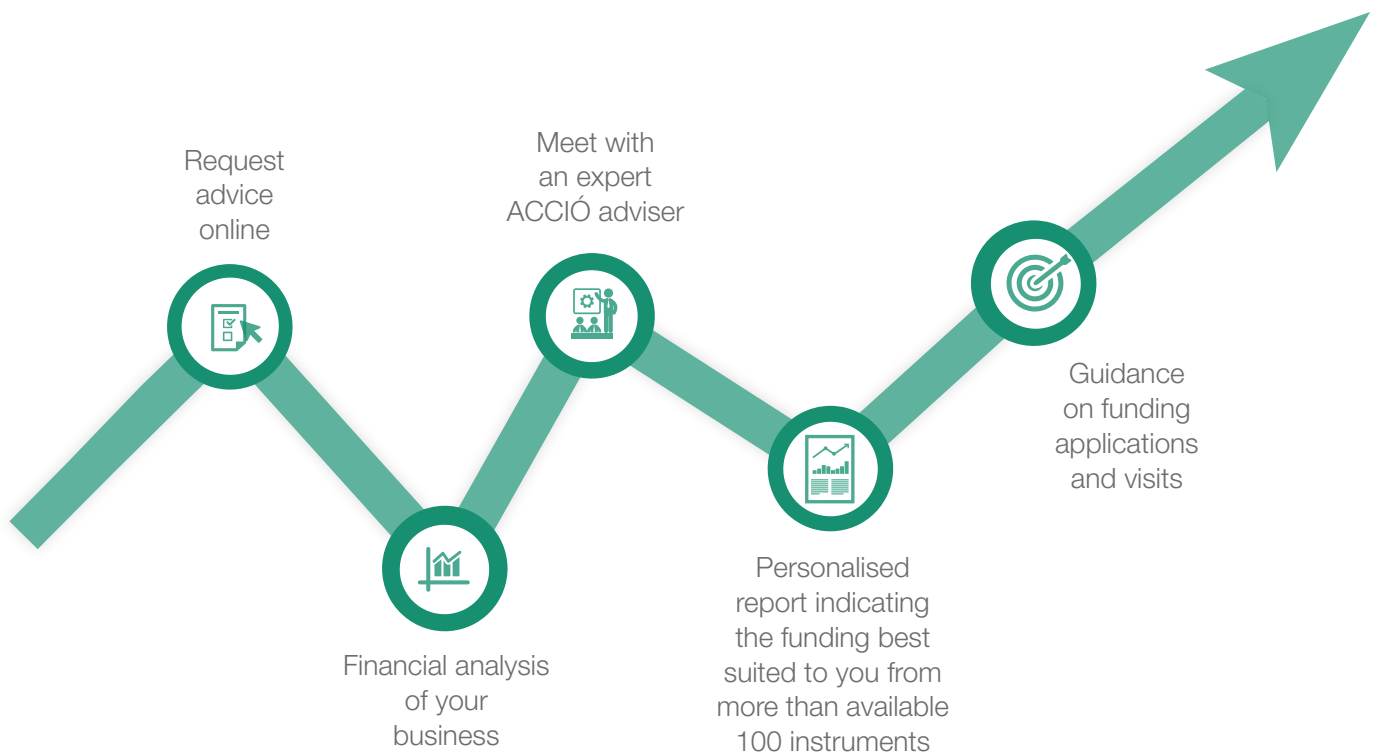 Request
advice
online
Financial analysis
of your
business
Meet with
an expert
ACCIÓ adviser
Personalised
report indicating
the funding best
suited to you from
more than available
100 instruments
Guidance
on funding
applications
and visits